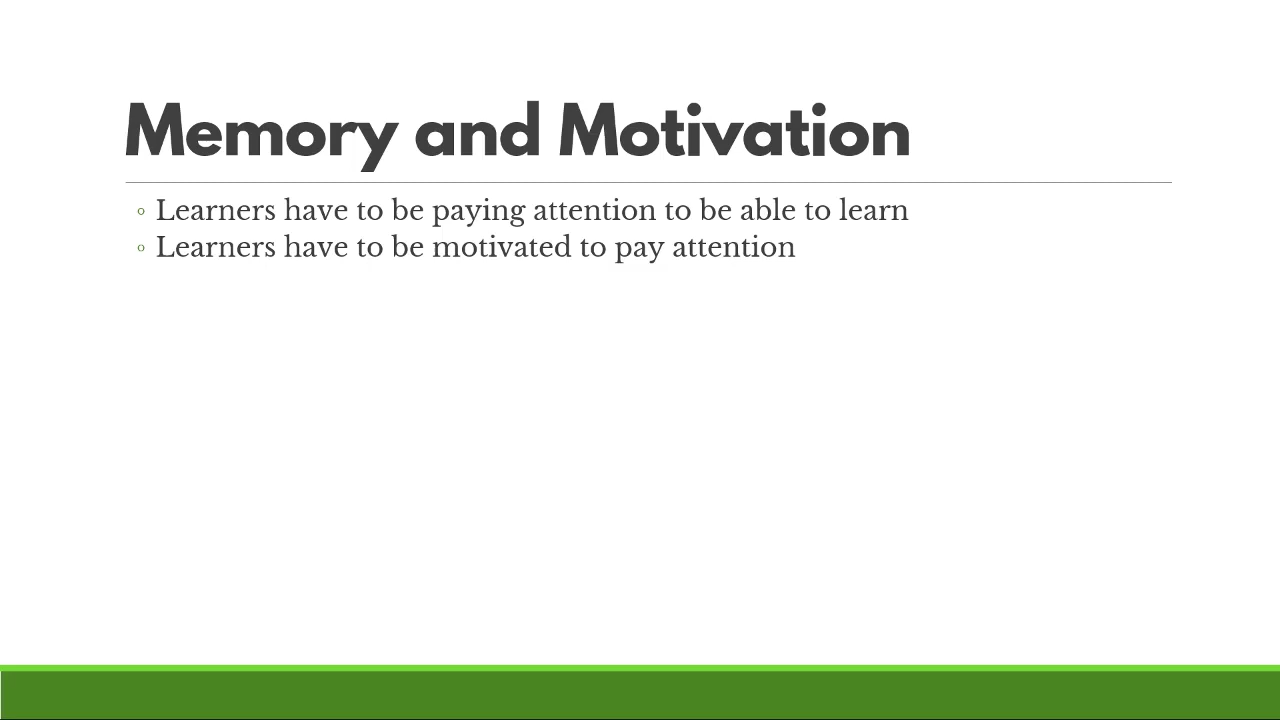 Memory and Motivation
◦ Learners have to be paying attention to be able to learn
◦ Learners have to be motivated to pay attention